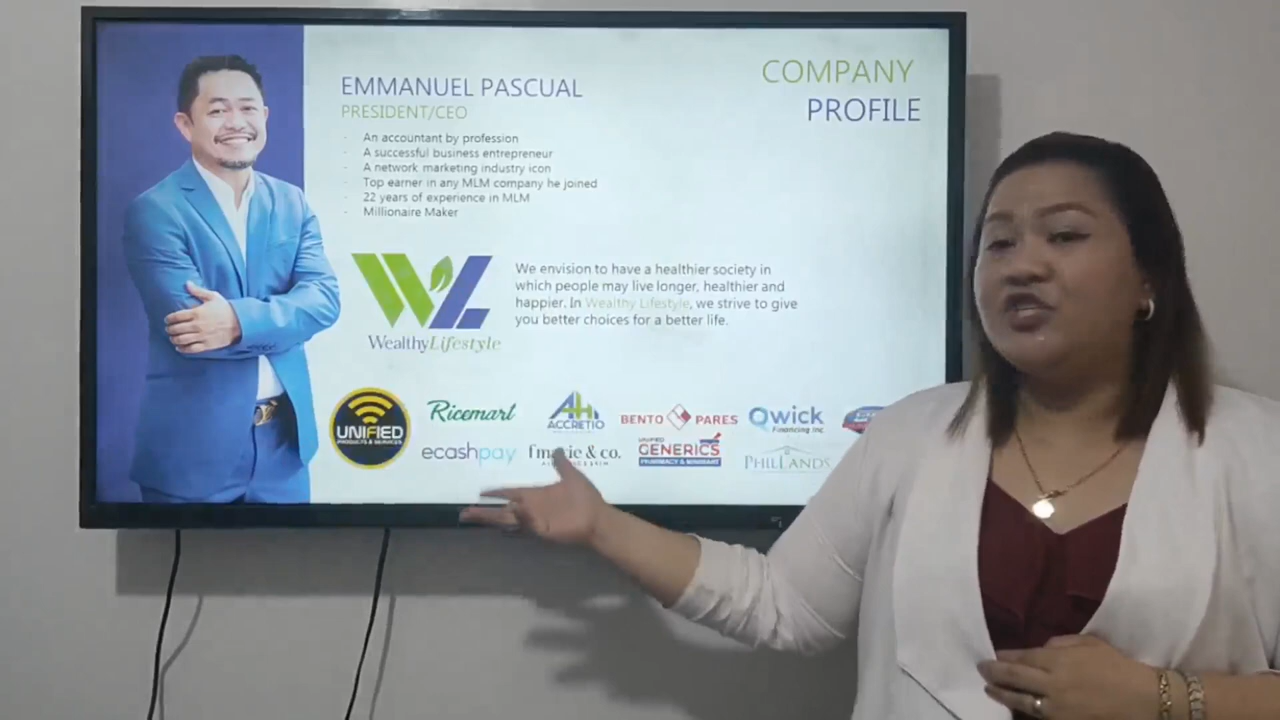 COMPANY
PROFILE
EMMANUEL PASCUAL
PRESIDENT/CEO
- An accountant by profession
- A successful business entrepreneur
- A network marketing industry icon
- Top earner in any MLM company he joined
- 22 years of experience in MLM
- Millionaire Maker
We envision to have a healthier society in
which people may live longer, healthier and
happier. In Wealthy Lifestyle, we strive to give
you better choices for a better life.
WL
WealthyLifestyle
UNIFIED
PRODUCTS & SERVICES
Ricemart
ACCRETIO
BENTO PARES
Qwick
Financing Inc.
ecashpay
& co.
UNIFIED
GENERICS
PHARMACY & MINIMART
PHILLANDS